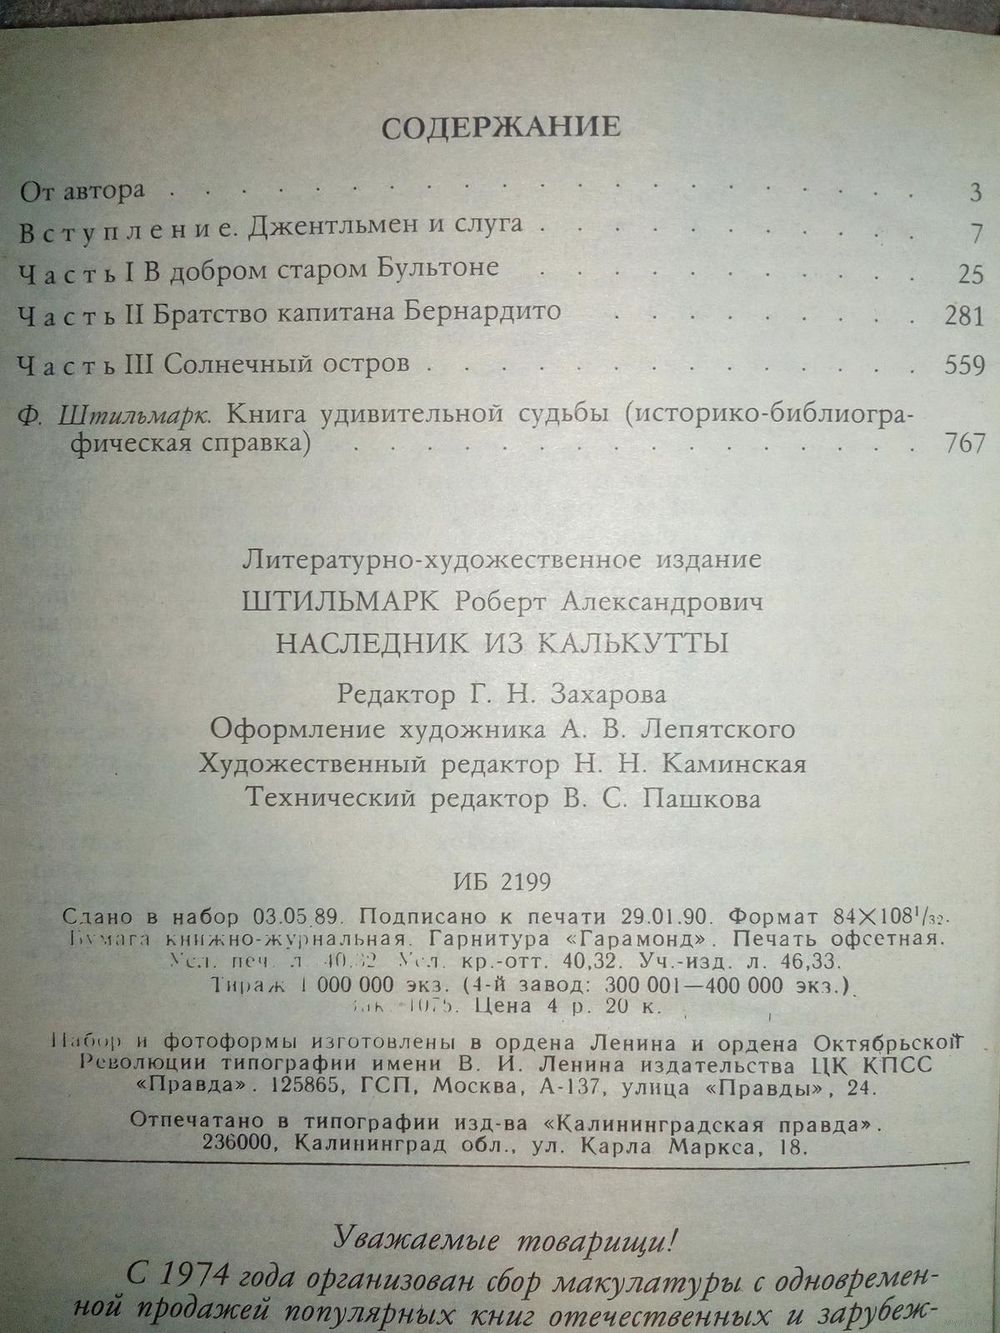 СОДЕРЖАНИЕ
От автора . . . . . . . . . . . . . . . . . . 3
Вступление. Джентльмен и слуга . . . . . . . . . . . 7
Часть I В добром старом Бультоне . . . . . . . . . . . 25
Часть II Братство капитана Бернардито . . . . . . . . 281
Часть III Солнечный остров . . . . . . . . . . . . . . 559
Ф. Штильмарк. Книга удивительной судьбы (историко-библиогра-
фическая справка) . . . . . . . . . . . . . . . . 767
Литературно-художественное издание
ШТИЛЬМАРК Роберт Александрович
НАСЛЕДНИК ИЗ КАЛЬКУТТЫ
Редактор Г. Н. Захарова
Оформление художника А. В. Лепятского
Художественный редактор Н. Н. Каминская
Технический редактор В. С. Пашкова
ИБ 2199
Сдано в набор 03.05.89. Подписано к печати 29.01.90. Формат 84×108¹/₃₂.
Бумага книжно-журнальная. Гарнитура «Гарамонд». Печать офсетная.
Усл. печ. л. 40,32 Усл. кр.-отт. 40,32. Уч.-изд. л. 46,33.
Тираж 1 000 000 экз. (4-й завод: 300 001—400 000 экз.).
Зак. 1075. Цена 4 р. 20 к.
Набор и фотоформы изготовлены в ордена Ленина и ордена Октябрьской
Революции типографии имени В. И. Ленина издательства ЦК КПСС
«Правда». 125865, ГСП, Москва, А-137, улица «Правды», 24.
Отпечатано в типографии изд-ва «Калининградская правда».
236000, Калининград обл., ул. Карла Маркса, 18.
Уважаемые товарищи!
С 1974 года организован сбор макулатуры с одновремен-
ной продажей популярных книг отечественных и зарубеж-